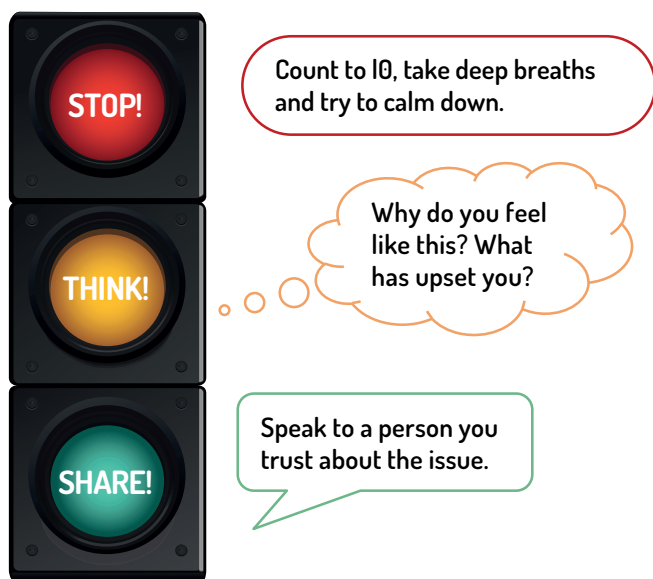 STOP!
Count to 10, take deep breaths
and try to calm down.
THINK!
Why do you feel
like this? What
has upset you?
SHARE!
Speak to a person you
trust about the issue.